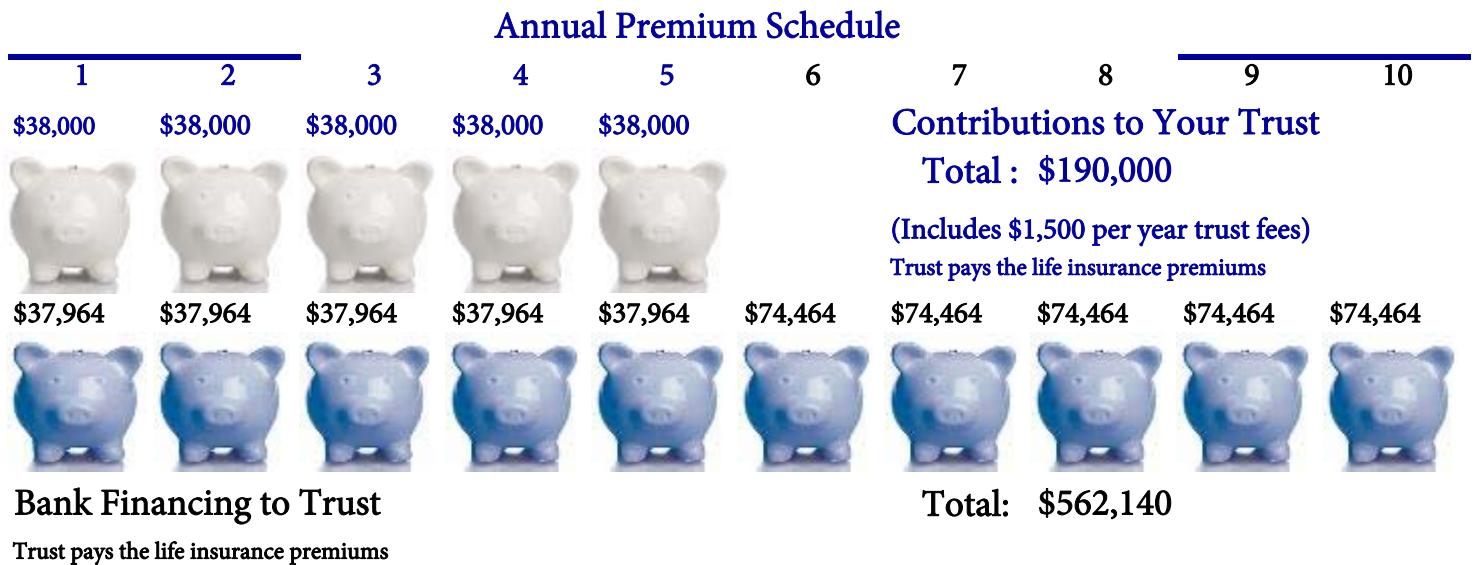 Annual Premium Schedule
1 2 3 4 5 6 7 8 9 10
$38,000 $38,000 $38,000 $38,000 $38,000
Contributions to Your Trust
Total : $190,000
(Includes $1,500 per year trust fees)
Trust pays the life insurance premiums
$37,964 $37,964 $37,964 $37,964 $37,964 $74,464 $74,464 $74,464 $74,464 $74,464
Bank Financing to Trust
Total: $562,140
Trust pays the life insurance premiums